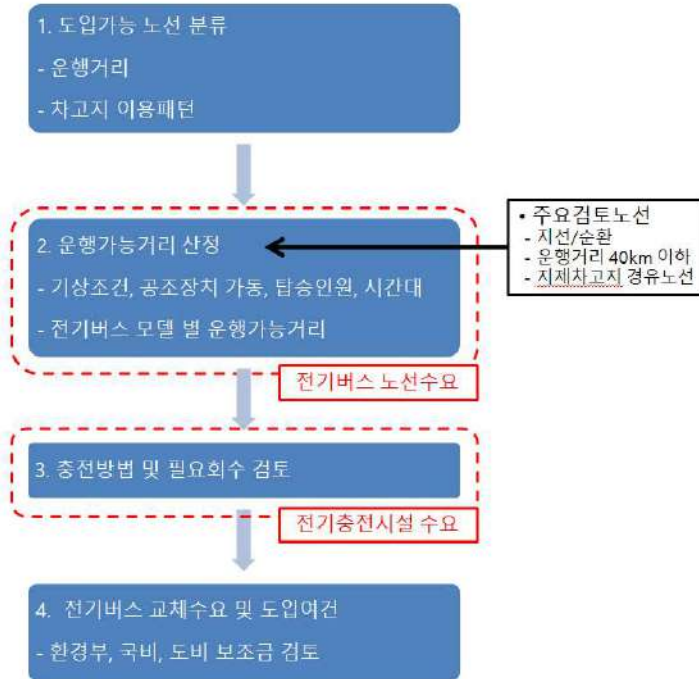 1. 도입가능 노선 분류
- 운행거리
- 차고지 이용패턴
2. 운행가능거리 산정
- 기상조건, 공조장치 가동, 탑승인원, 시간대
- 전기버스 모델 별 운행가능거리
• 주요검토노선
- 지선/순환
- 운행거리 40km 이하
- 지제차고지 경유노선
전기버스 노선수요
3. 충전방법 및 필요회수 검토
전기충전시설 수요
4. 전기버스 교체수요 및 도입여건
- 환경부, 국비, 도비 보조금 검토